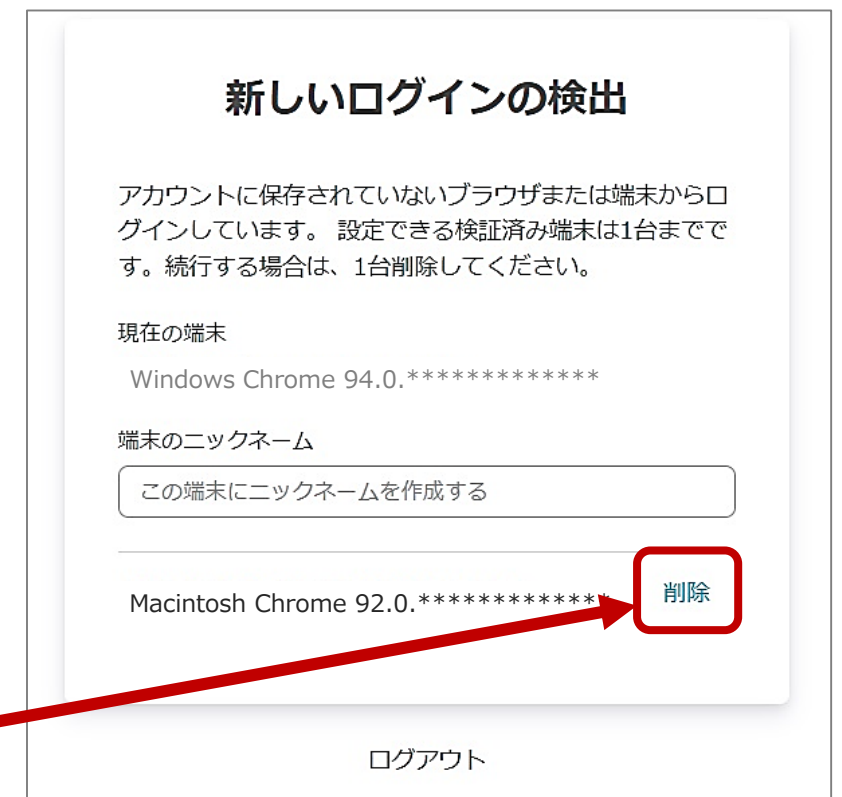 新しいログインの検出
アカウントに保存されていないブラウザまたは端末からロ
グインしています。 設定できる検証済み端末は1台までで
す。続行する場合は、1台削除してください。
現在の端末
Windows Chrome 94.0.*************
端末のニックネーム
この端末にニックネームを作成する
Macintosh Chrome 92.0.*************
削除
ログアウト